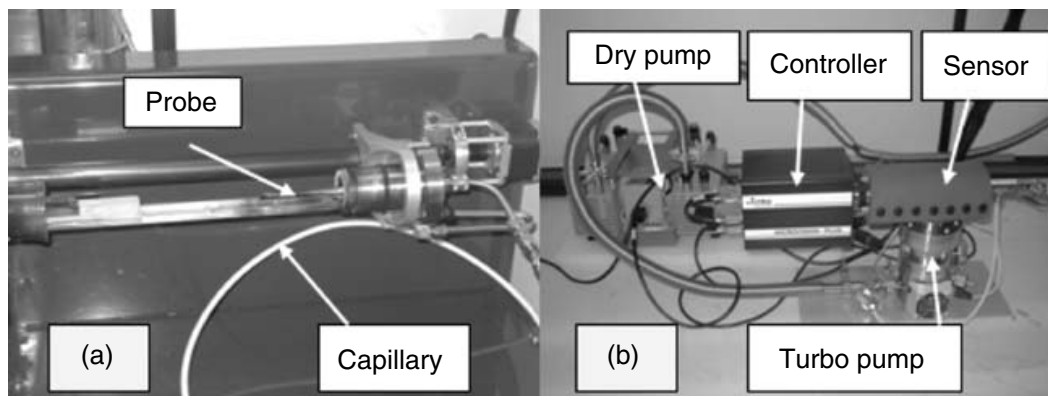 Probe
Capillary
(a)
Dry pump
Controller
Sensor
Turbo pump
(b)